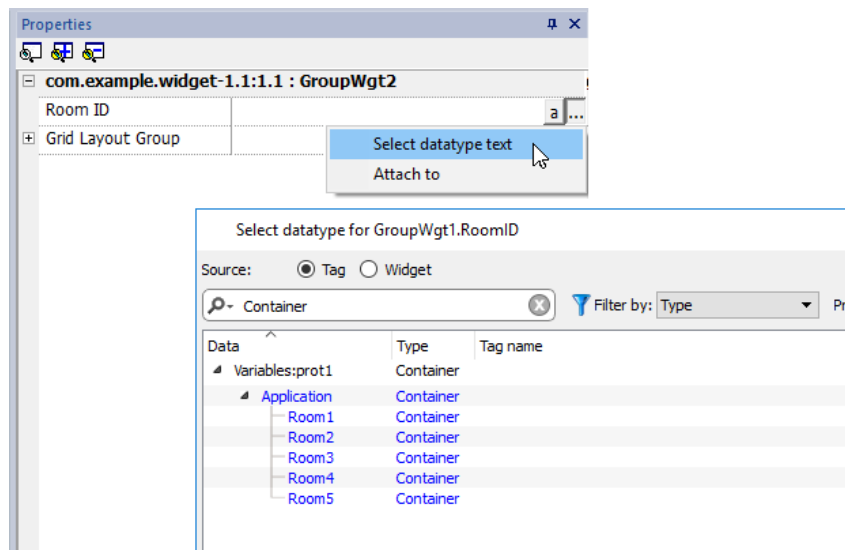 Properties
com.example.widget-1.1:1.1 : GroupWgt2
Room ID
a ...
Grid Layout Group
Select datatype text
Attach to
Select datatype for GroupWgt1.RoomID
Source: Tag Widget
Container Filter by: Type Pr
Data Type Tag name
Variables:prot1 Container
Application Container
Room1 Container
Room2 Container
Room3 Container
Room4 Container
Room5 Container